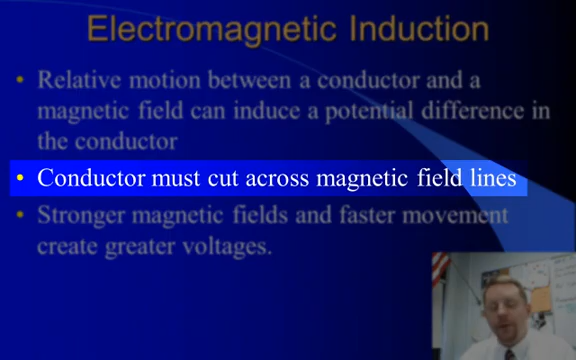 Electromagnetic Induction
• Relative motion between a conductor and a
magnetic field can induce a potential difference in
the conductor
• Conductor must cut across magnetic field lines
• Stronger magnetic fields and faster movement
create greater voltages.